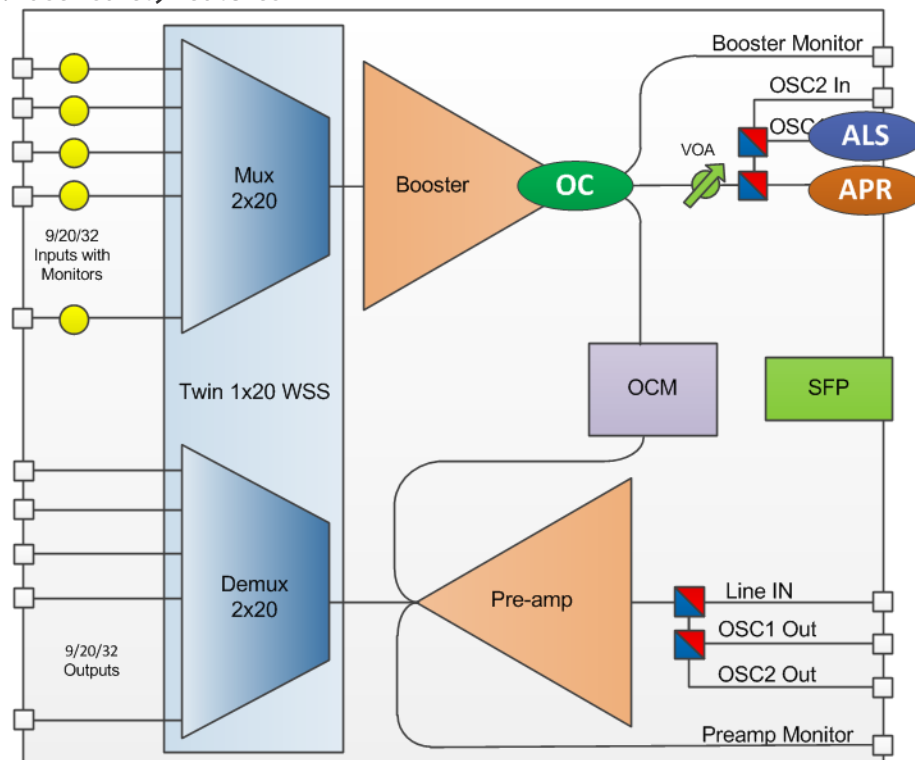 Booster Monitor
OSC2 In
ALS
VOA
APR
Mux
2x20
Booster
OC
9/20/32
Inputs with
Monitors
Twin 1x20 WSS
OCM
SFP
Demux
2x20
Pre-amp
Line IN
OSC1 Out
OSC2 Out
9/20/32
Outputs
Preamp Monitor